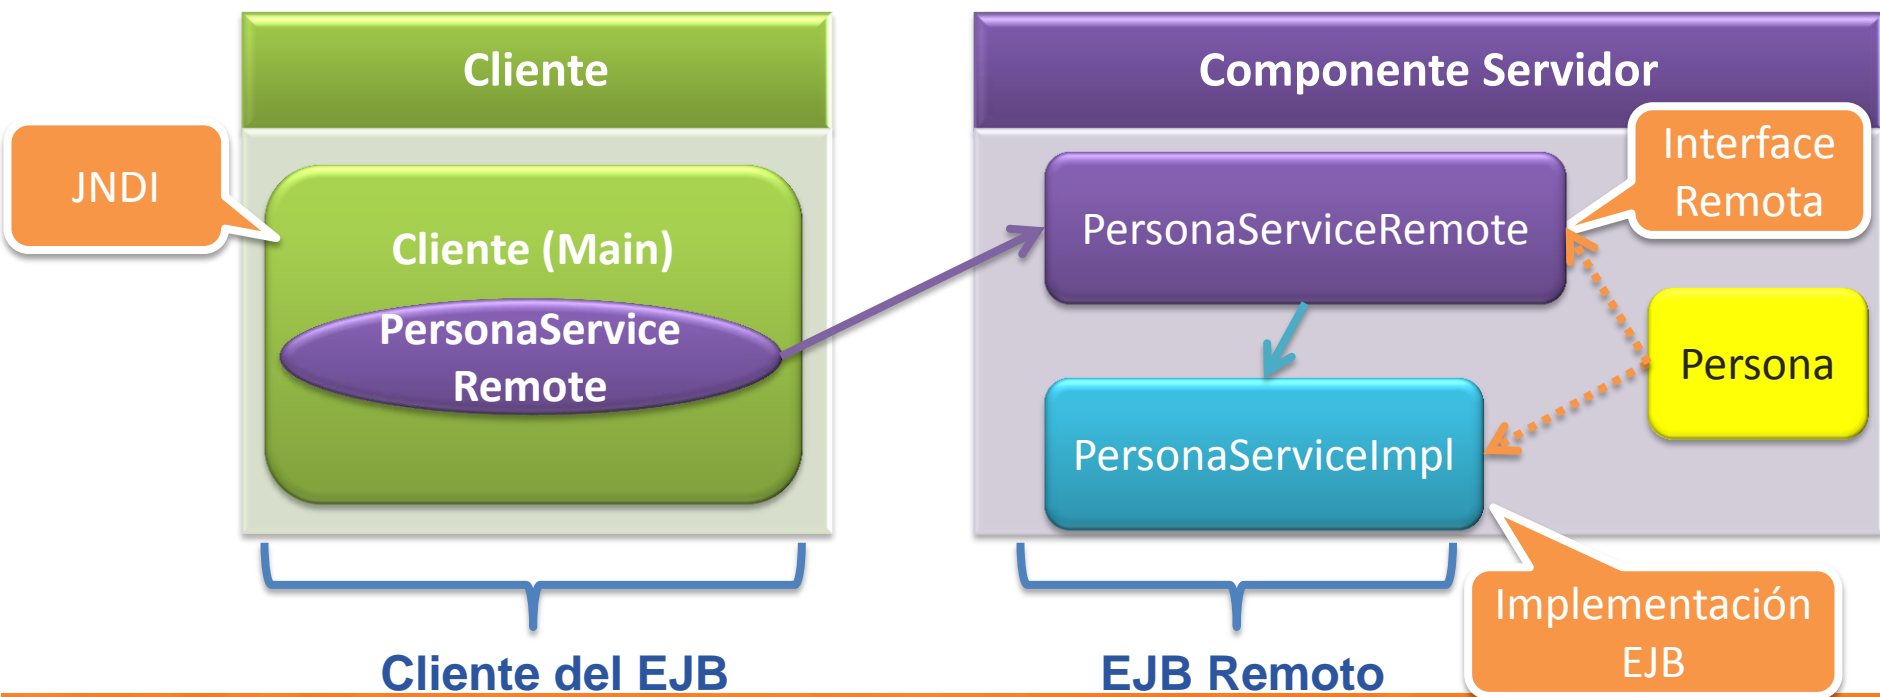 Cliente
Componente Servidor
JNDI
Cliente (Main)
PersonaService
Remote
PersonaServiceRemote
Interface
Remota
Persona
PersonaServiceImpl
Implementación
EJB
Cliente del EJB
EJB Remoto